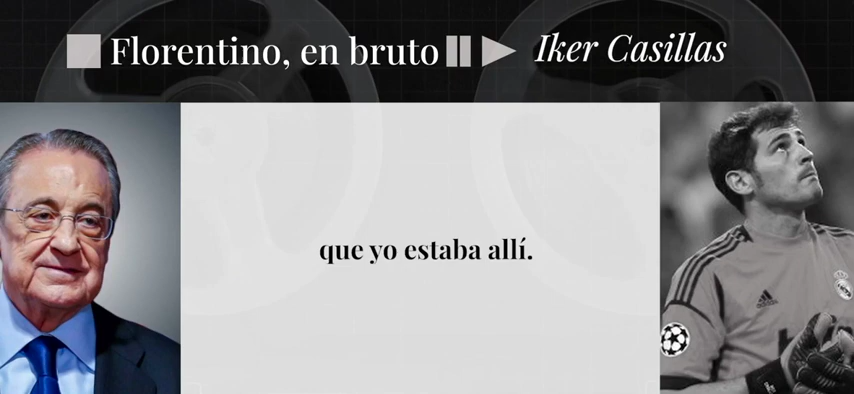 Florentino, en bruto Iker Casillas
que yo estaba allí.